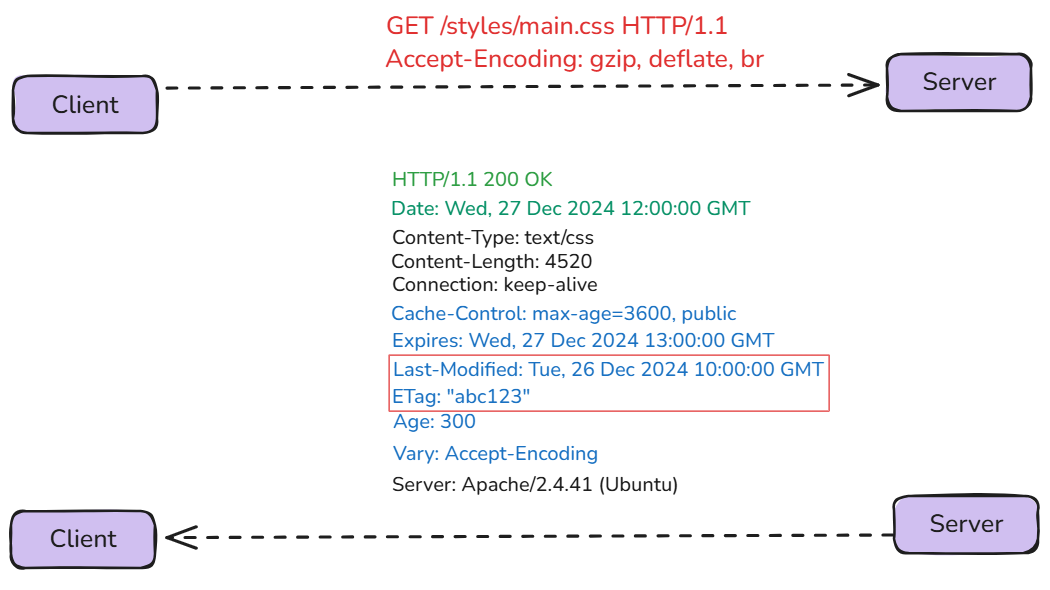 GET /styles/main.css HTTP/1.1
Accept-Encoding: gzip, deflate, br
Client
Server
HTTP/1.1 200 OK
Date: Wed, 27 Dec 2024 12:00:00 GMT
Content-Type: text/css
Content-Length: 4520
Connection: keep-alive
Cache-Control: max-age=3600, public
Expires: Wed, 27 Dec 2024 13:00:00 GMT
Last-Modified: Tue, 26 Dec 2024 10:00:00 GMT
ETag: "abc123"
Age: 300
Vary: Accept-Encoding
Server: Apache/2.4.41 (Ubuntu)
Client
Server